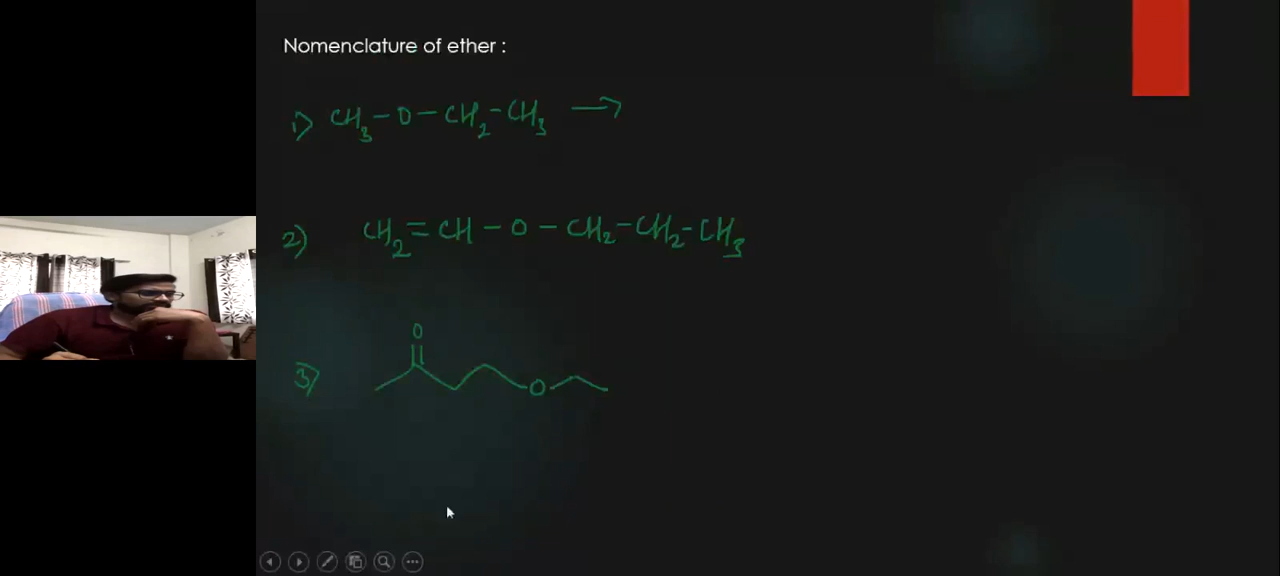 Nomenclature of ether :
1) CH₃ - O - CH₂ - CH₃ →
2) CH₂ = CH - O - CH₂ - CH₂ - CH₃
O
3) O